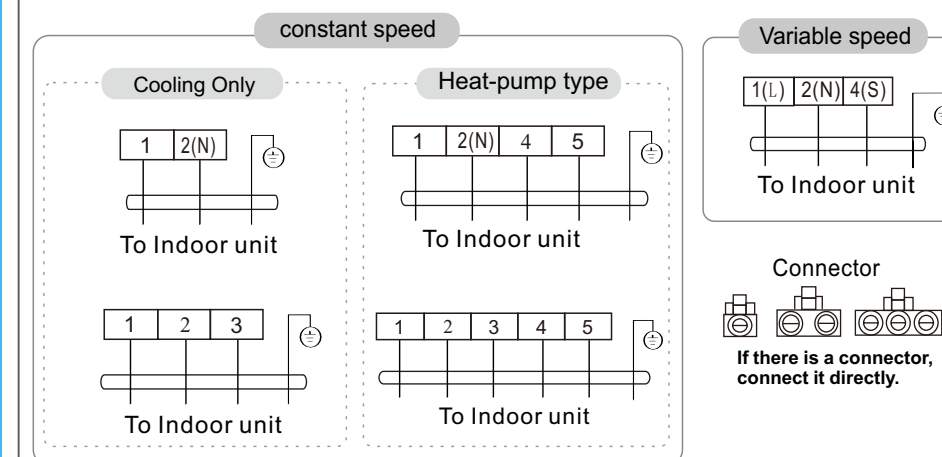 constant speed
Cooling Only
1 2(N)
To Indoor unit
1 2 3
To Indoor unit
Heat-pump type
1 2(N) 4 5
To Indoor unit
1 2 3 4 5
To Indoor unit
Variable speed
1(L) 2(N) 4(S)
To Indoor unit
Connector
If there is a connector,
connect it directly.